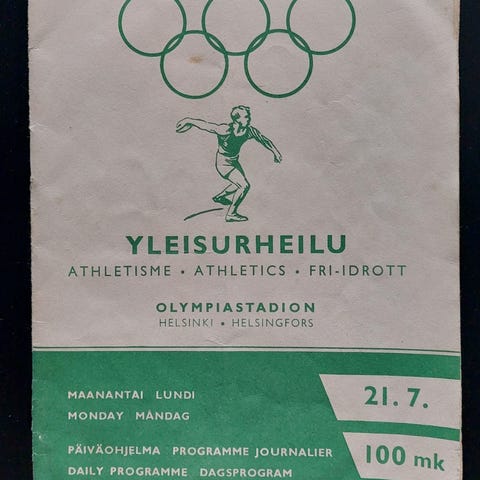 YLEISURHEILU
ATHLETISME • ATHLETICS • FRI-IDROTT
OLYMPIASTADION
HELSINKI • HELSINGFORS
MAANANTAI LUNDI
MONDAY MÅNDAG
21. 7.
PÄIVÄOHJELMA PROGRAMME JOURNALIER
DAILY PROGRAMME DAGSPROGRAM
100 mk